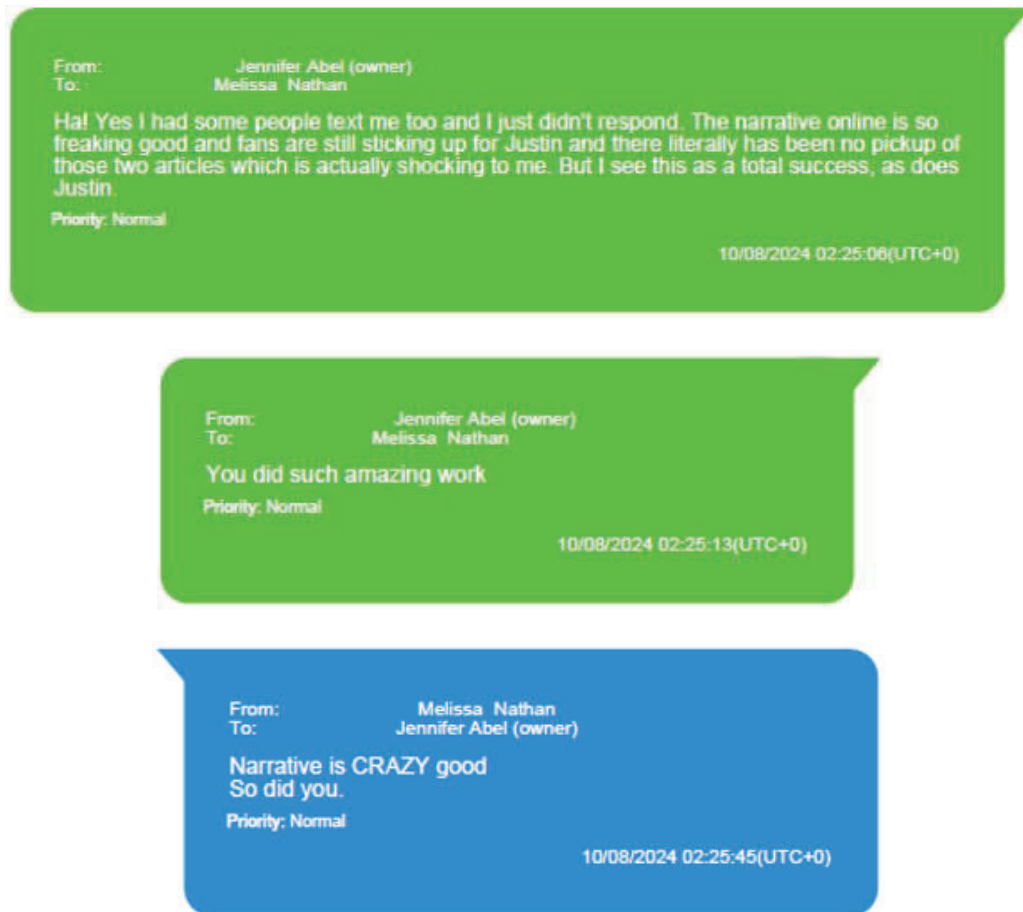 From: Jennifer Abel (owner)
To: Melissa Nathan
Ha! Yes I had some people text me too and I just didn't respond. The narrative online is so
freaking good and fans are still sticking up for Justin and there literally has been no pickup of
those two articles which is actually shocking to me. But I see this as a total success, as does
Justin.
Priority: Normal
10/08/2024 02:25:06(UTC+0)
From: Jennifer Abel (owner)
To: Melissa Nathan
You did such amazing work
Priority: Normal
10/08/2024 02:25:13(UTC+0)
From: Melissa Nathan
To: Jennifer Abel (owner)
Narrative is CRAZY good
So did you.
Priority: Normal
10/08/2024 02:25:45(UTC+0)